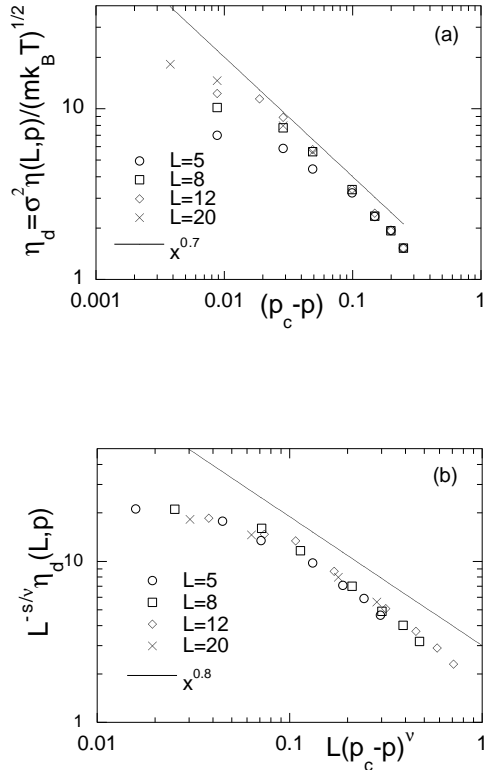 (a)
η_d=σ²η(L,p)/(mk_BT)^1/2
10
1
L=5
L=8
L=12
L=20
x^0.7
0.001
0.01
0.1
1
(p_c-p)
(b)
L^-s/ν η_d(L,p)
10
1
L=5
L=8
L=12
L=20
x^0.8
0.01
0.1
1
L(p_c-p)^ν